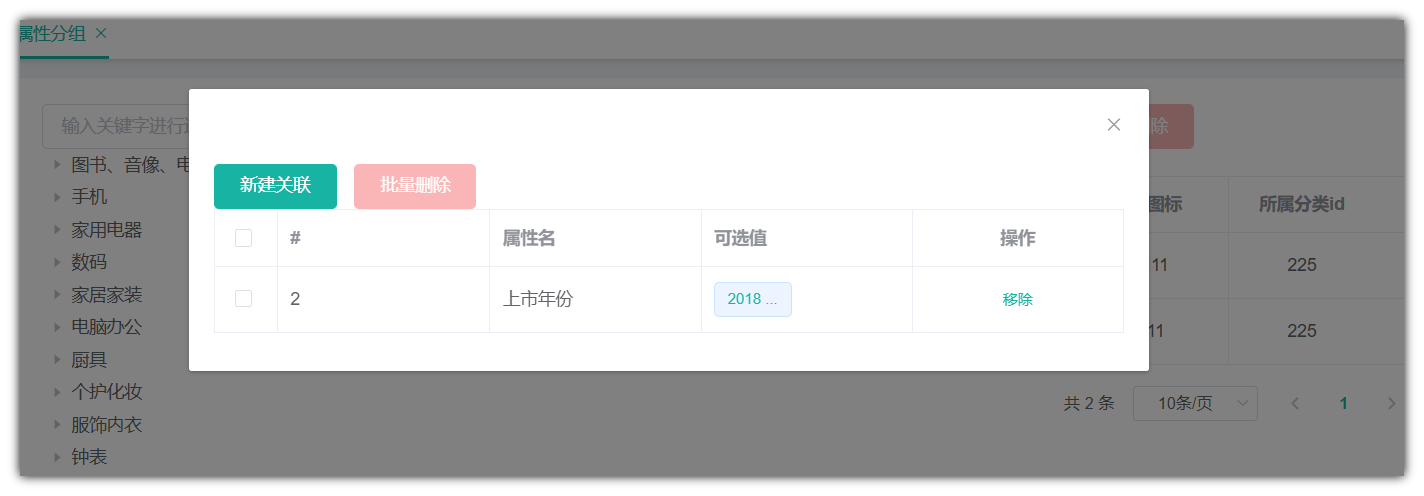 属性分组
输入关键字进行
除
图书、音像、电
手机
家用电器
数码
家居家装
电脑办公
厨具
个护化妆
服饰内衣
钟表
新建关联 批量删除
# 属性名 可选值 操作
2 上市年份 2018 ... 移除
图标 所属分类id
11 225
11 225
共 2 条 10条/页 1